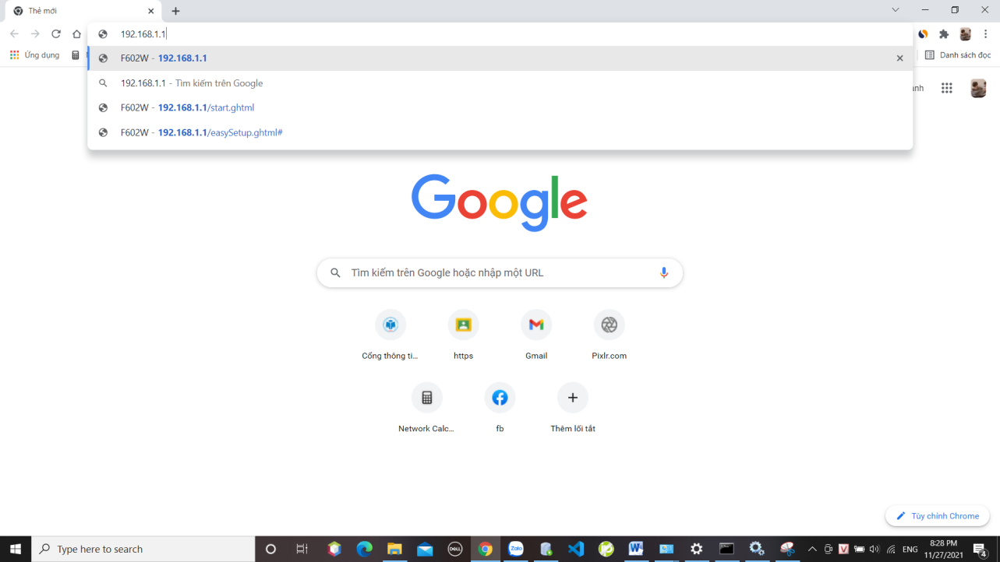 Thẻ mới
192.168.1.1
F602W - 192.168.1.1
Ứng dụng
Danh sách đọc
192.168.1.1 - Tìm kiếm trên Google
F602W - 192.168.1.1/start.ghtml
F602W - 192.168.1.1/easySetup.ghtml#
Google
Tìm kiếm trên Google hoặc nhập một URL
Cổng thông ti...
https
Gmail
Pixlr.com
Network Calc...
fb
Thêm lối tắt
Tùy chỉnh Chrome
Type here to search
DELL
Zalo
ENG
8:28 PM
11/27/2021
4